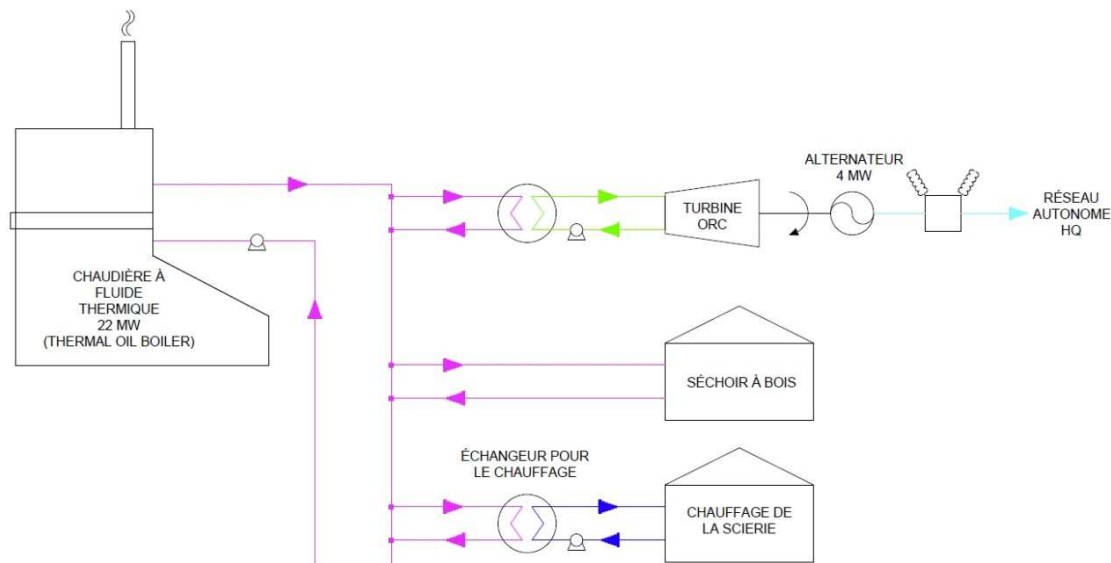 CHAUDIÈRE À
FLUIDE
THERMIQUE
22 MW
(THERMAL OIL BOILER)
TURBINE
ORC
ALTERNATEUR
4 MW
RÉSEAU
AUTONOME
HQ
SÉCHOIR À BOIS
ÉCHANGEUR POUR
LE CHAUFFAGE
CHAUFFAGE DE
LA SCIERIE